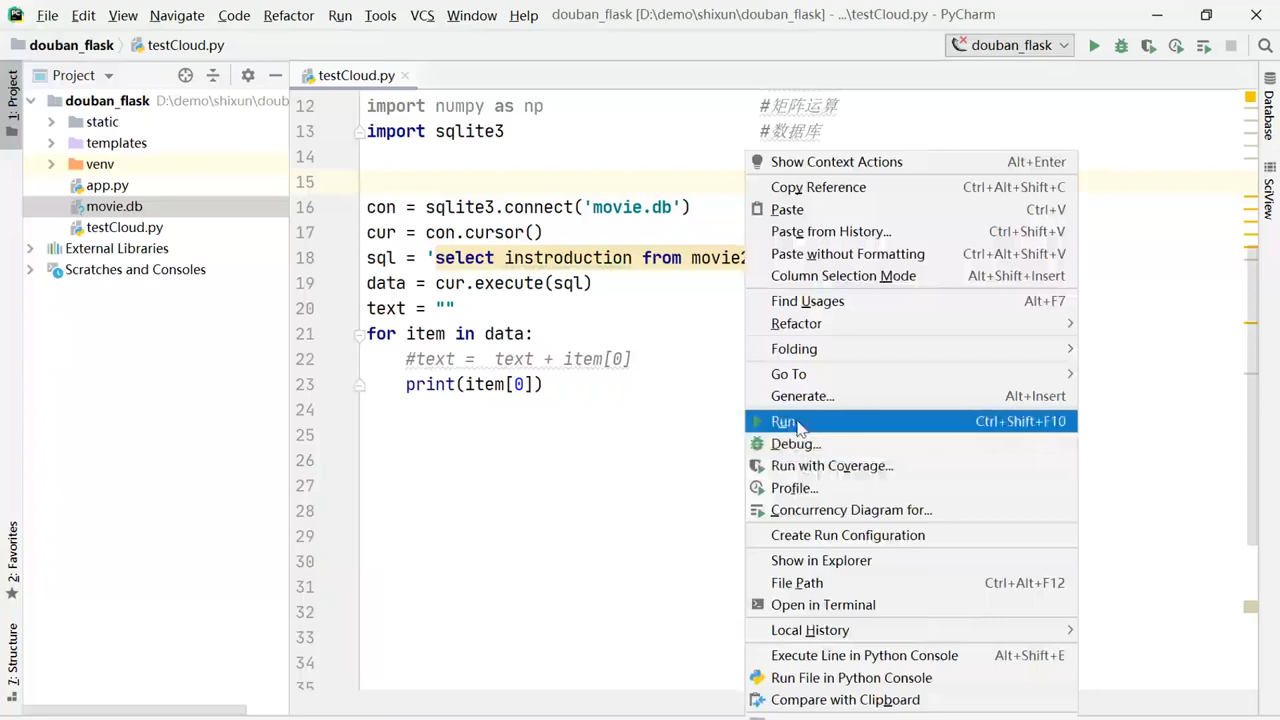 File Edit View Navigate Code Refactor Run Tools VCS Window Help douban_flask [D:\demo\shixun\douban_flask] - ...\testCloud.py - PyCharm
douban_flask testCloud.py douban_flask
1: Project
Project
testCloud.py
douban_flask D:\demo\shixun\doub
static
templates
venv
app.py
movie.db
testCloud.py
External Libraries
Scratches and Consoles
12 import numpy as np #矩阵运算
13 import sqlite3 #数据库
14
15
16 con = sqlite3.connect('movie.db')
17 cur = con.cursor()
18 sql = 'select instroduction from movie2
19 data = cur.execute(sql)
20 text = ""
21 for item in data:
22 #text = text + item[0]
23 print(item[0])
24
25
26
27
28
29
30
31
32
33
34
35
Show Context Actions Alt+Enter
Copy Reference Ctrl+Alt+Shift+C
Paste Ctrl+V
Paste from History... Ctrl+Shift+V
Paste without Formatting Ctrl+Alt+Shift+V
Column Selection Mode Alt+Shift+Insert
Find Usages Alt+F7
Refactor
Folding
Go To
Generate... Alt+Insert
Run Ctrl+Shift+F10
Debug...
Run with Coverage...
Profile...
Concurrency Diagram for...
Create Run Configuration
Show in Explorer
File Path Ctrl+Alt+F12
Open in Terminal
Local History
Execute Line in Python Console Alt+Shift+E
Run File in Python Console
Compare with Clipboard
Database
SciView
2: Favorites
7: Structure